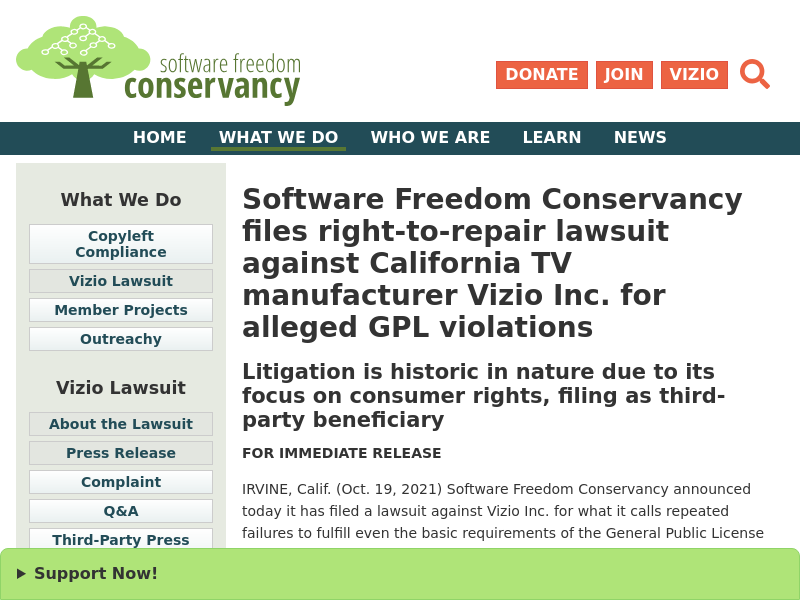 software freedom
conservancy
DONATE JOIN VIZIO
HOME WHAT WE DO WHO WE ARE LEARN NEWS
What We Do
Copyleft
Compliance
Vizio Lawsuit
Member Projects
Outreachy
Vizio Lawsuit
About the Lawsuit
Press Release
Complaint
Q&A
Third-Party Press
Software Freedom Conservancy
files right-to-repair lawsuit
against California TV
manufacturer Vizio Inc. for
alleged GPL violations
Litigation is historic in nature due to its
focus on consumer rights, filing as third-
party beneficiary
FOR IMMEDIATE RELEASE
IRVINE, Calif. (Oct. 19, 2021) Software Freedom Conservancy announced
today it has filed a lawsuit against Vizio Inc. for what it calls repeated
failures to fulfill even the basic requirements of the General Public License
Support Now!